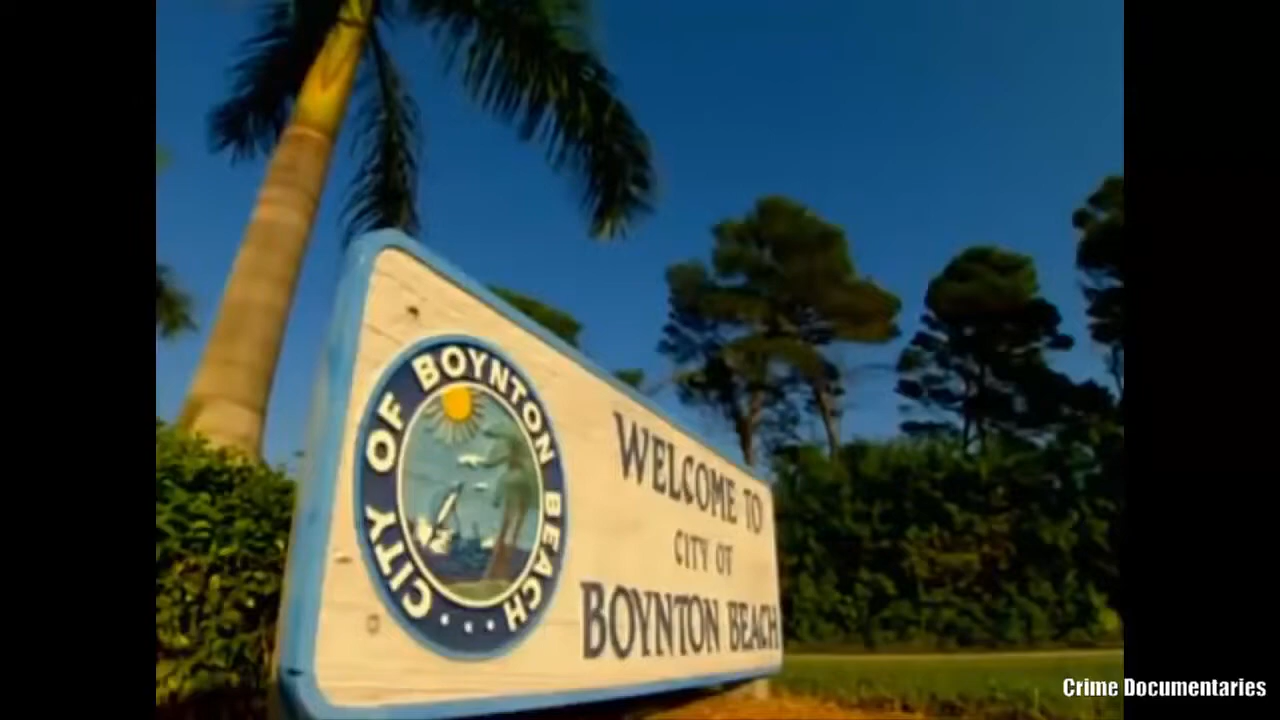 CITY OF BOYNTON BEACH
WELCOME TO
CITY OF
BOYNTON BEACH
Crime Documentaries